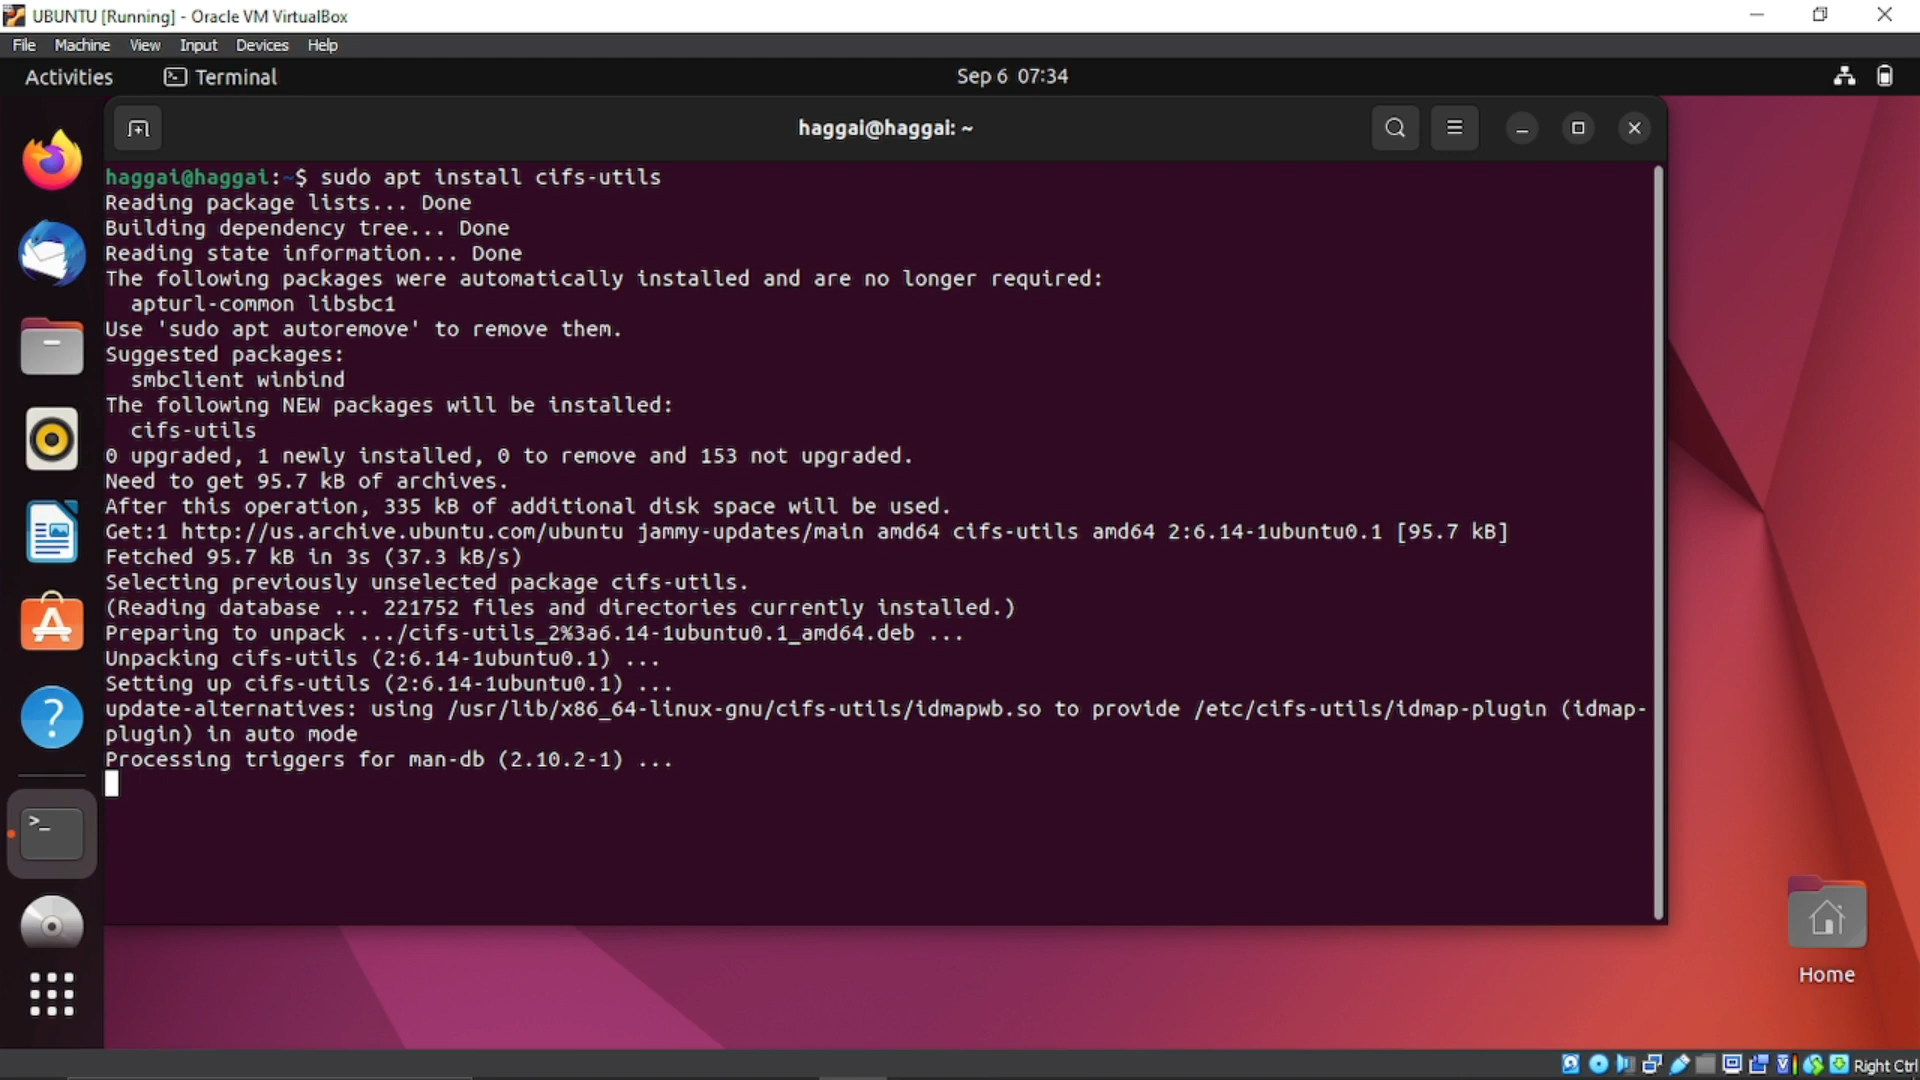 UBUNTU [Running] - Oracle VM VirtualBox
File Machine View Input Devices Help
Activities Terminal Sep 6 07:34
haggai@haggai: ~
haggai@haggai:~$ sudo apt install cifs-utils
Reading package lists... Done
Building dependency tree... Done
Reading state information... Done
The following packages were automatically installed and are no longer required:
  apturl-common libsbc1
Use 'sudo apt autoremove' to remove them.
Suggested packages:
  smbclient winbind
The following NEW packages will be installed:
  cifs-utils
0 upgraded, 1 newly installed, 0 to remove and 153 not upgraded.
Need to get 95.7 kB of archives.
After this operation, 335 kB of additional disk space will be used.
Get:1 http://us.archive.ubuntu.com/ubuntu jammy-updates/main amd64 cifs-utils amd64 2:6.14-1ubuntu0.1 [95.7 kB]
Fetched 95.7 kB in 3s (37.3 kB/s)
Selecting previously unselected package cifs-utils.
(Reading database ... 221752 files and directories currently installed.)
Preparing to unpack .../cifs-utils_2%3a6.14-1ubuntu0.1_amd64.deb ...
Unpacking cifs-utils (2:6.14-1ubuntu0.1) ...
Setting up cifs-utils (2:6.14-1ubuntu0.1) ...
update-alternatives: using /usr/lib/x86_64-linux-gnu/cifs-utils/idmapwb.so to provide /etc/cifs-utils/idmap-plugin (idmap-
plugin) in auto mode
Processing triggers for man-db (2.10.2-1) ...
Home
Right Ctrl